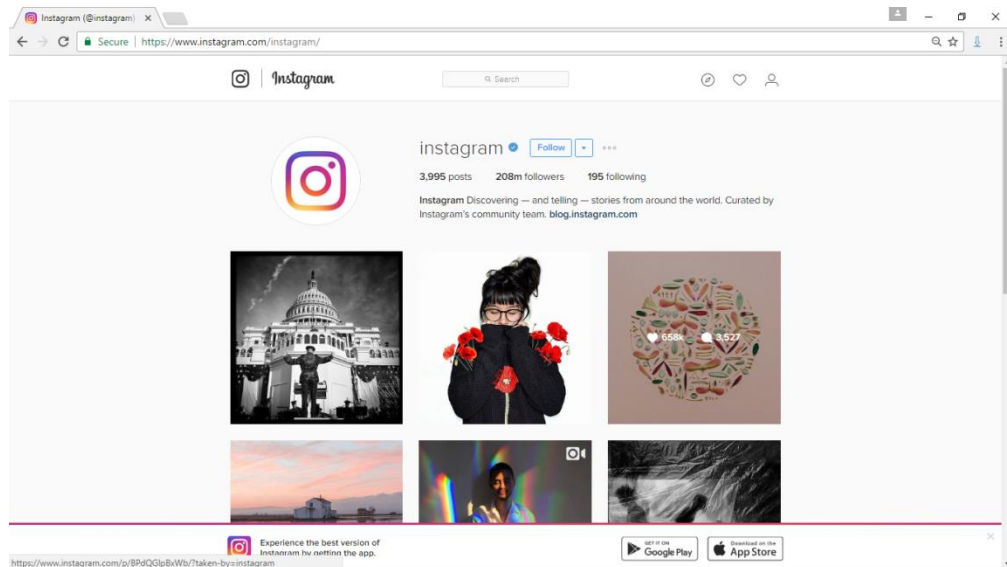 Instagram (@instagram)
Secure | https://www.instagram.com/instagram/
Instagram
Search
instagram Follow
3,995 posts 208m followers 195 following
Instagram Discovering — and telling — stories from around the world. Curated by
Instagram's community team. blog.instagram.com
658k 3,527
Experience the best version of
Instagram by getting the app.
GET IT ON
Google Play
Download on the
App Store
https://www.instagram.com/p/BPdQGlpBxWb/?taken-by=instagram